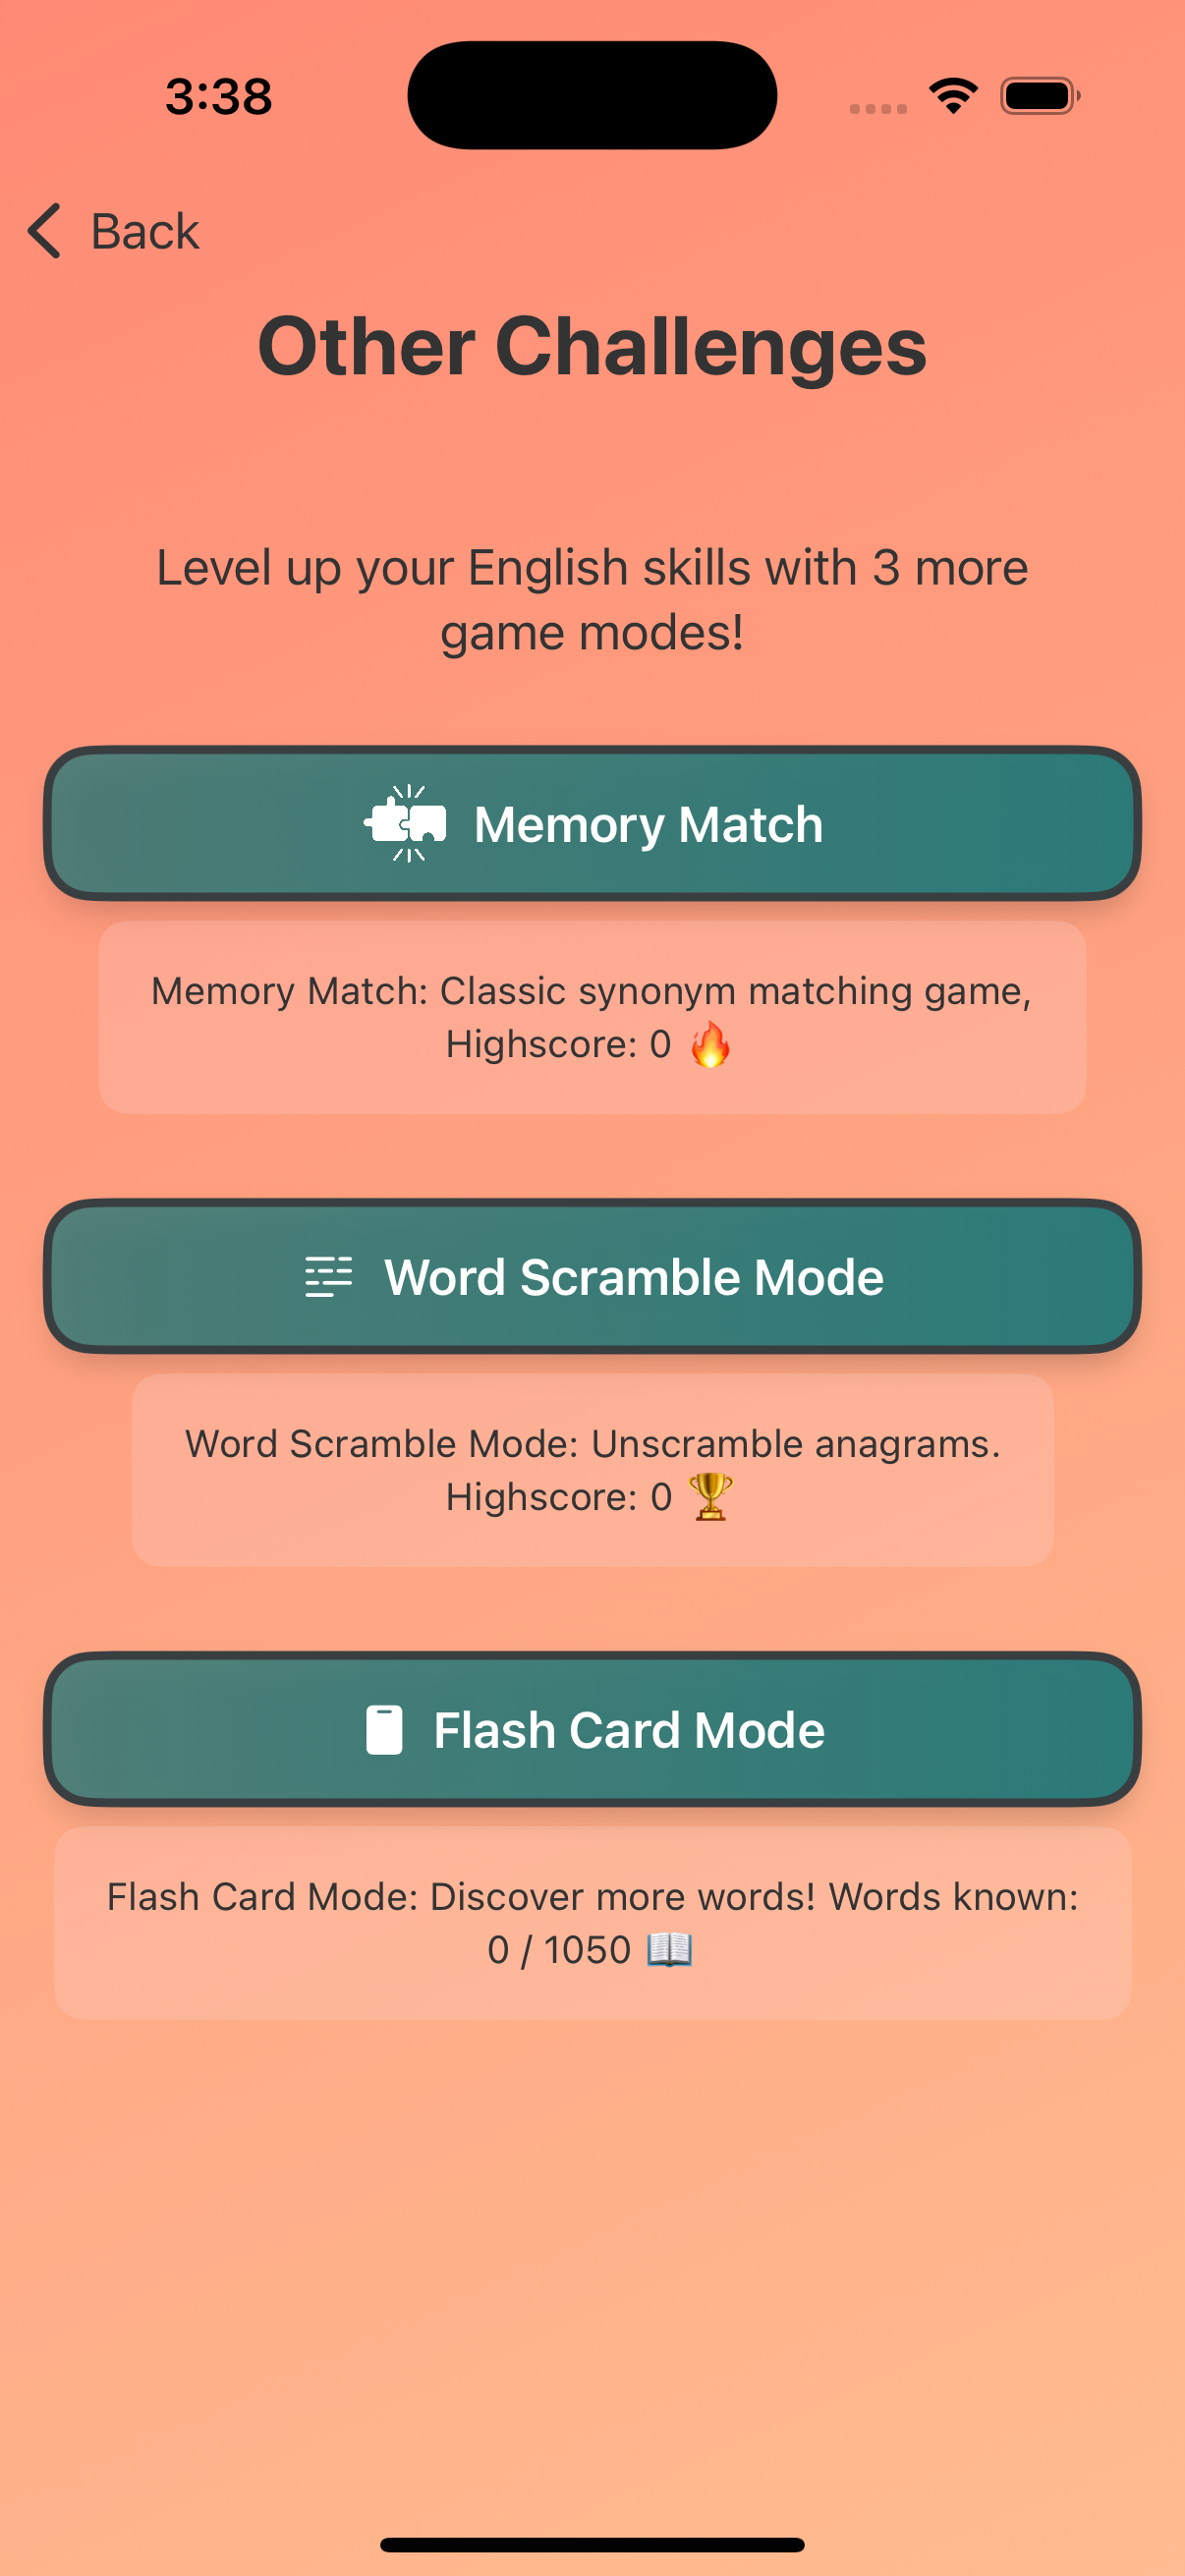 3:38
Back
Other Challenges
Level up your English skills with 3 more
game modes!
Memory Match
Memory Match: Classic synonym matching game,
Highscore: 0 🔥
Word Scramble Mode
Word Scramble Mode: Unscramble anagrams.
Highscore: 0 🏆
Flash Card Mode
Flash Card Mode: Discover more words! Words known:
0 / 1050 📖